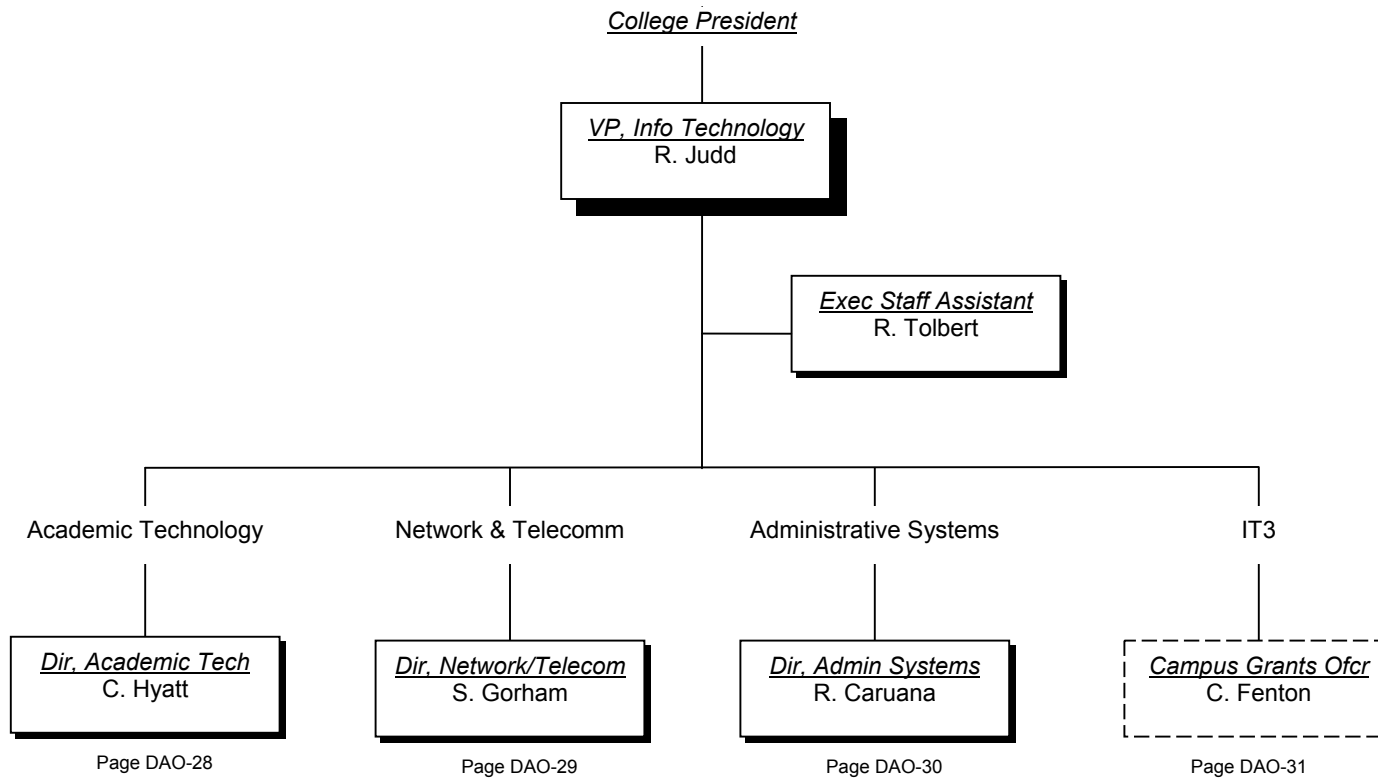 College President
VP, Info Technology
R. Judd
Exec Staff Assistant
R. Tolbert
Academic Technology
Network & Telecomm
Administrative Systems
IT3
Dir, Academic Tech
C. Hyatt
Dir, Network/Telecom
S. Gorham
Dir, Admin Systems
R. Caruana
Campus Grants Ofcr
C. Fenton
Page DAO-28
Page DAO-29
Page DAO-30
Page DAO-31